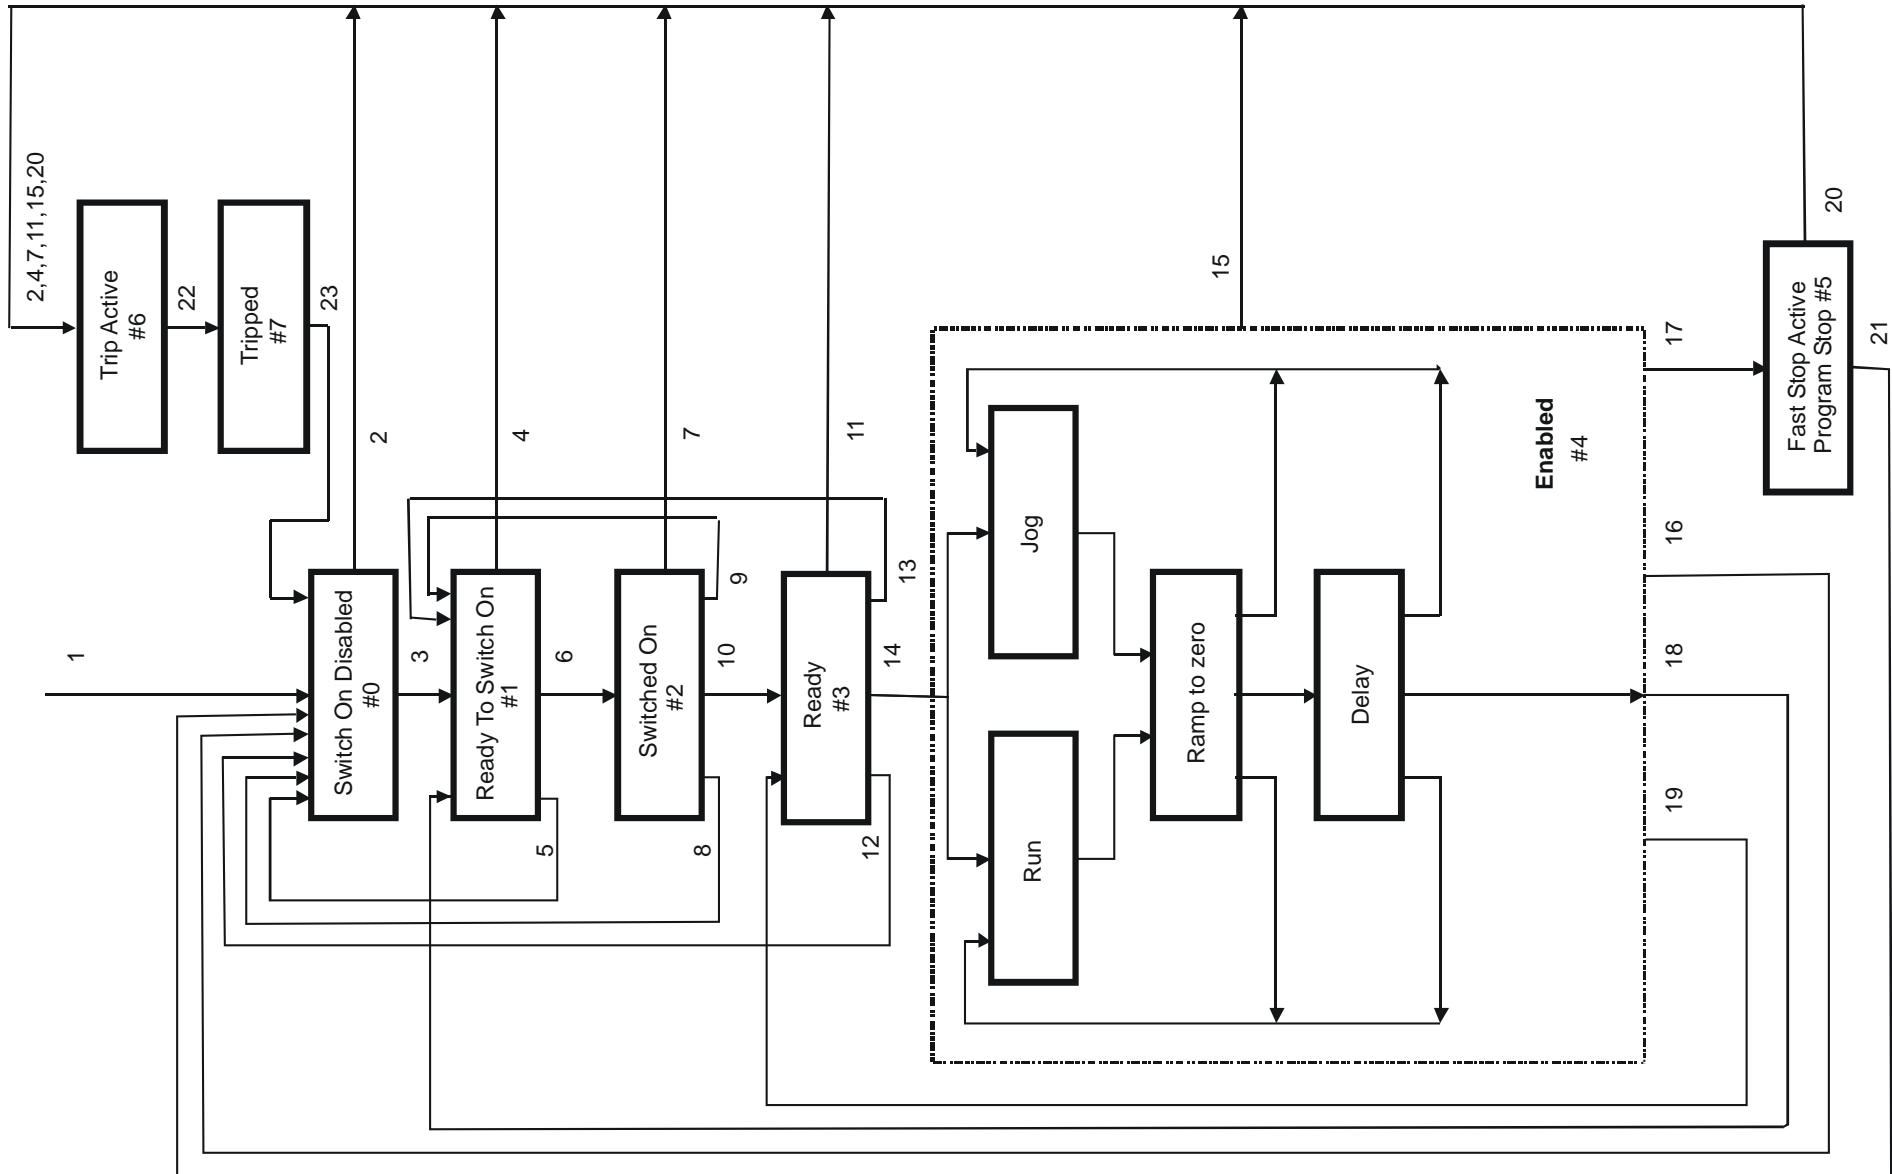 2,4,7,11,15,20
Trip Active
#6
22
Tripped
#7
23
1
Switch On Disabled
#0
2
3
Ready To Switch On
#1
4
5
6
Switched On
#2
7
8
9
10
Ready
#3
11
12
13
14
Jog
Run
Ramp to zero
Delay
Enabled
#4
15
16
17
18
19
Fast Stop Active
Program Stop #5
20
21